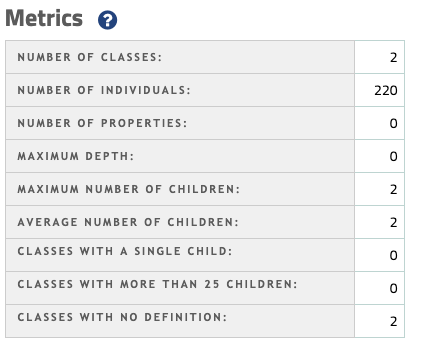 Metrics ?
NUMBER OF CLASSES: 2
NUMBER OF INDIVIDUALS: 220
NUMBER OF PROPERTIES: 0
MAXIMUM DEPTH: 0
MAXIMUM NUMBER OF CHILDREN: 2
AVERAGE NUMBER OF CHILDREN: 2
CLASSES WITH A SINGLE CHILD: 0
CLASSES WITH MORE THAN 25 CHILDREN: 0
CLASSES WITH NO DEFINITION: 2